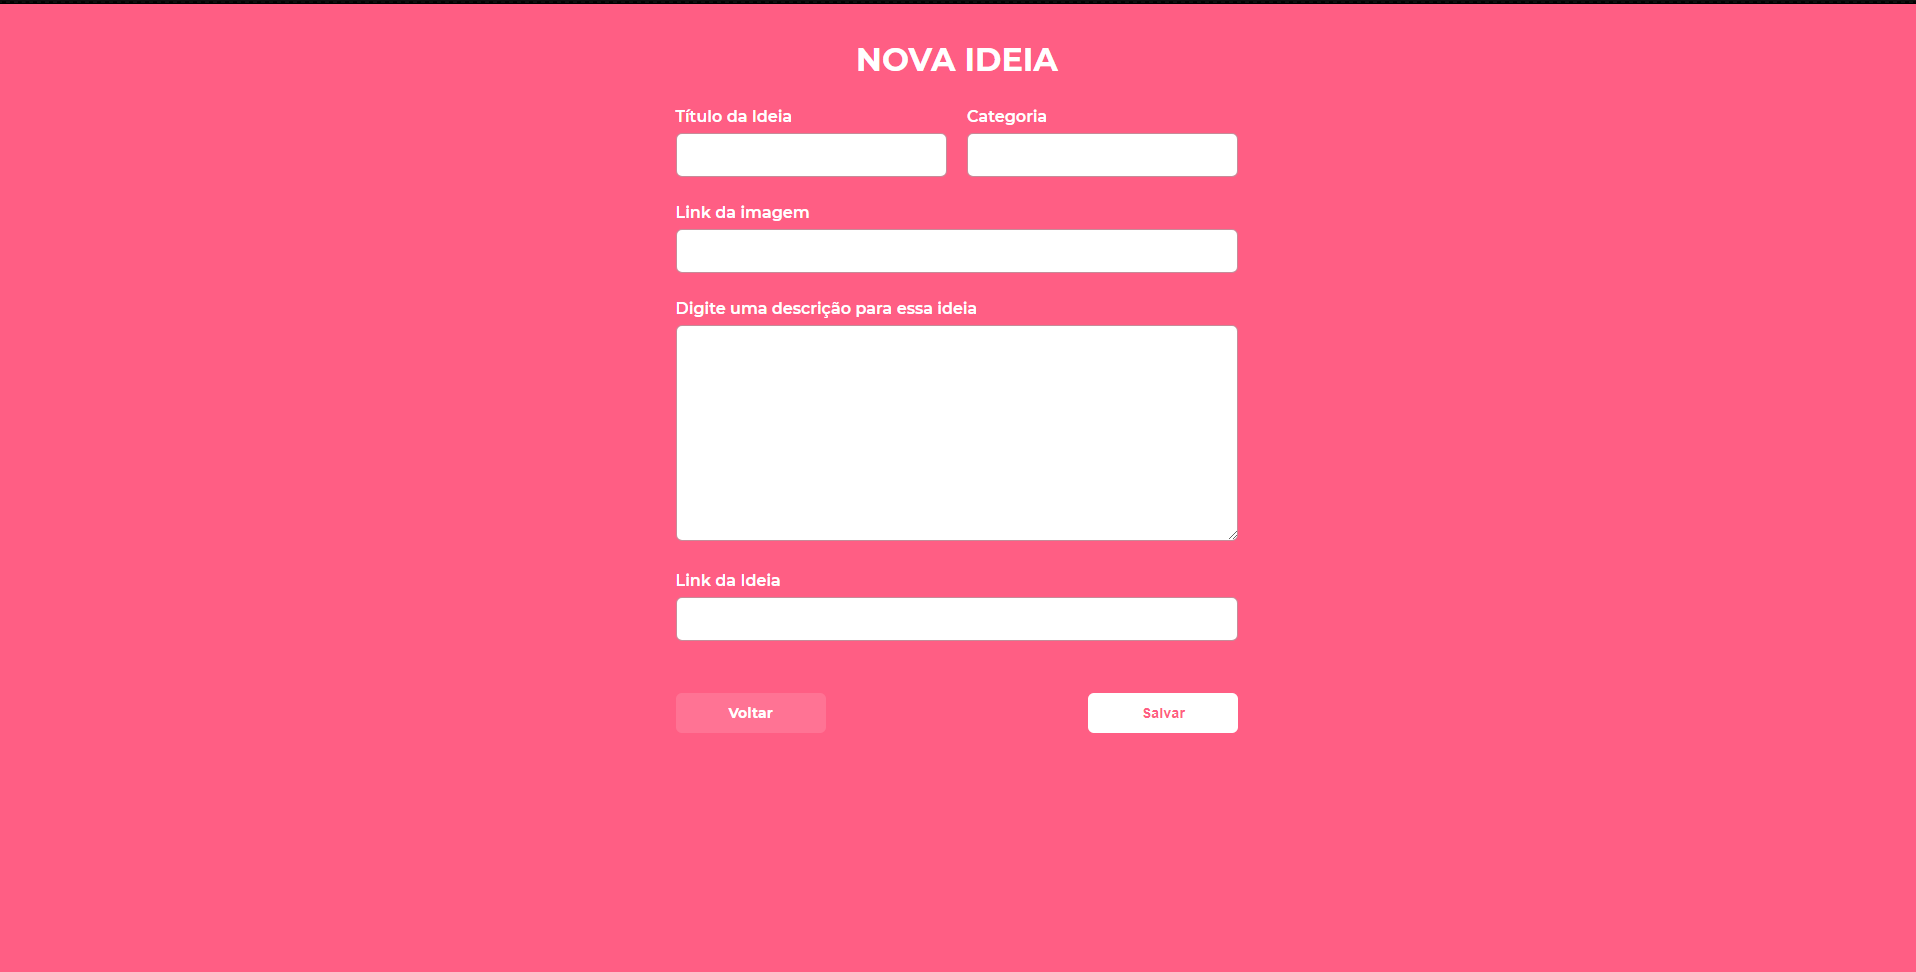 NOVA IDEIA
Título da Ideia
Categoria
Link da imagem
Digite uma descrição para essa ideia
Link da Ideia
Voltar
Salvar